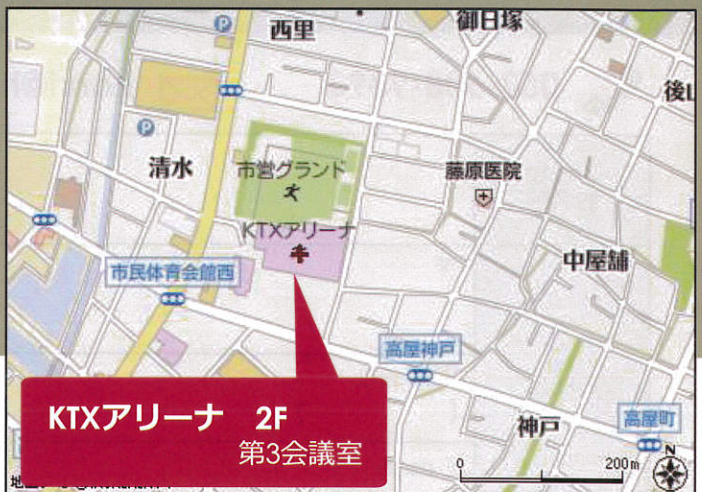 西里
御日塚
P
P
清水
市営グランド
藤原医院
KTXアリーナ
市民体育会館西
中屋舗
高屋神戸
KTXアリーナ 2F
第3会議室
神戸
高屋町
0
200m
N